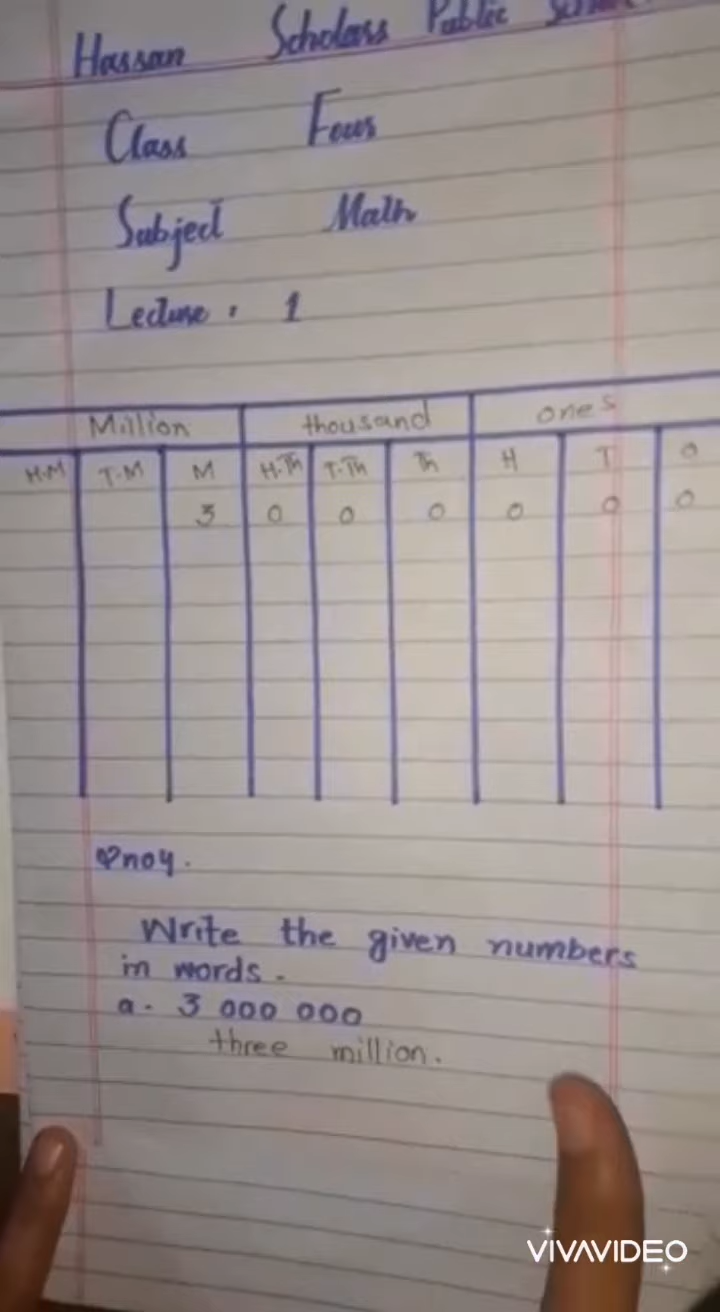 Hassan Scholars Public
Class Four
Subject Math
Lecture : 1
Million thousand ones
H.M T.M M H.Th T.Th Th H T O
3 0 0 0 0 0 0
Qno4.
Write the given numbers
in words.
a. 3 000 000
three million.
VIVAVIDEO